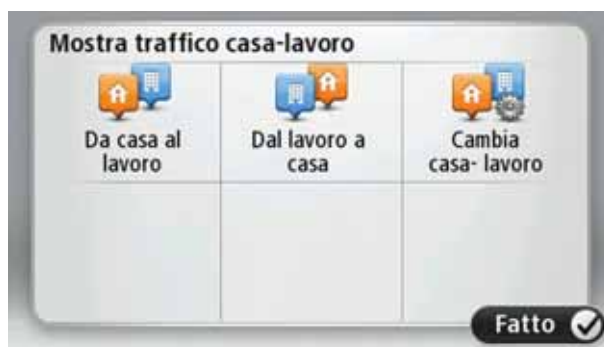 Mostra traffico casa-lavoro
Da casa al
lavoro
Dal lavoro a
casa
Cambia
casa- lavoro
Fatto